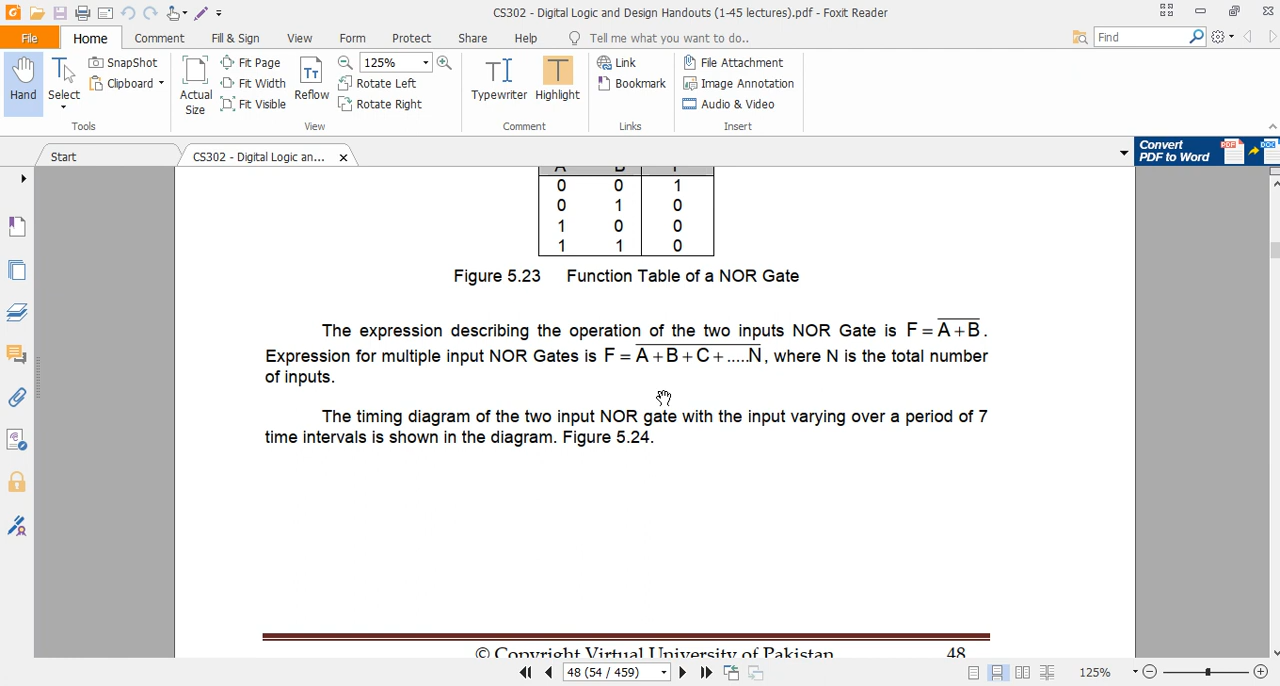 CS302 - Digital Logic and Design Handouts (1-45 lectures).pdf - Foxit Reader
File Home Comment Fill & Sign View Form Protect Share Help Tell me what you want to do.. Find
Hand Select SnapShot Clipboard Actual Size Fit Page Fit Width Fit Visible Reflow 125% Rotate Left Rotate Right Typewriter Highlight Link Bookmark File Attachment Image Annotation Audio & Video
Tools View Comment Links Insert
Start CS302 - Digital Logic an... Convert PDF to Word PDF DOC
A B F
0 0 1
0 1 0
1 0 0
1 1 0
Figure 5.23 Function Table of a NOR Gate
The expression describing the operation of the two inputs NOR Gate is F = A̅ ̅+̅ ̅B̅ .
Expression for multiple input NOR Gates is F = A̅ ̅+̅ ̅B̅ ̅+̅ ̅C̅ ̅+̅ ̅.̅.̅.̅.̅.̅N̅, where N is the total number
of inputs.
The timing diagram of the two input NOR gate with the input varying over a period of 7
time intervals is shown in the diagram. Figure 5.24.
© Copyright Virtual University of Pakistan 48
48 (54 / 459) 125%